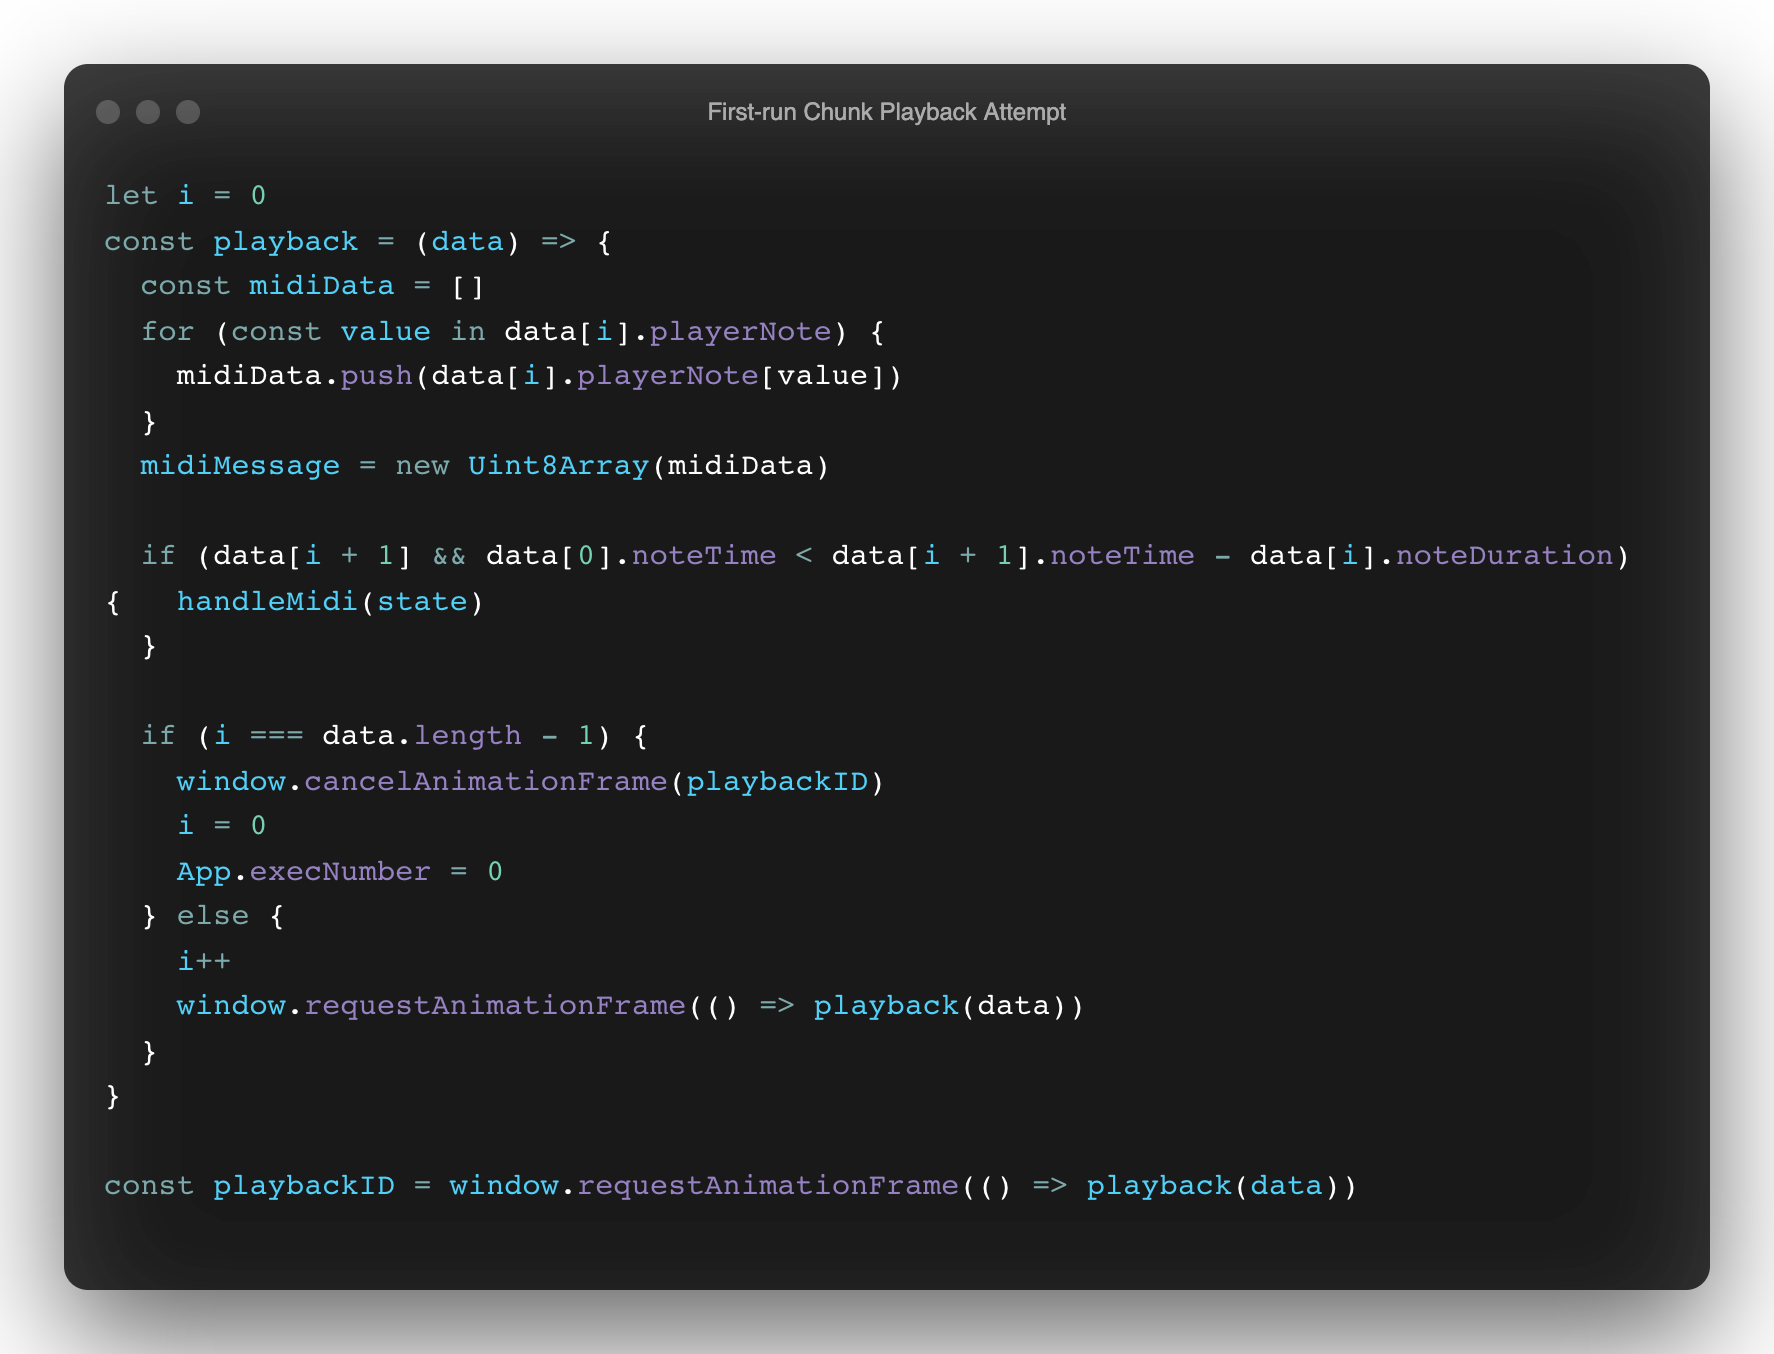 First-run Chunk Playback Attempt
let i = 0
const playback = (data) => {
  const midiData = []
  for (const value in data[i].playerNote) {
    midiData.push(data[i].playerNote[value])
  }
  midiMessage = new Uint8Array(midiData)

  if (data[i + 1] && data[0].noteTime < data[i + 1].noteTime - data[i].noteDuration)
{   handleMidi(state)
  }

  if (i === data.length - 1) {
    window.cancelAnimationFrame(playbackID)
    i = 0
    App.execNumber = 0
  } else {
    i++
    window.requestAnimationFrame(() => playback(data))
  }
}

const playbackID = window.requestAnimationFrame(() => playback(data))